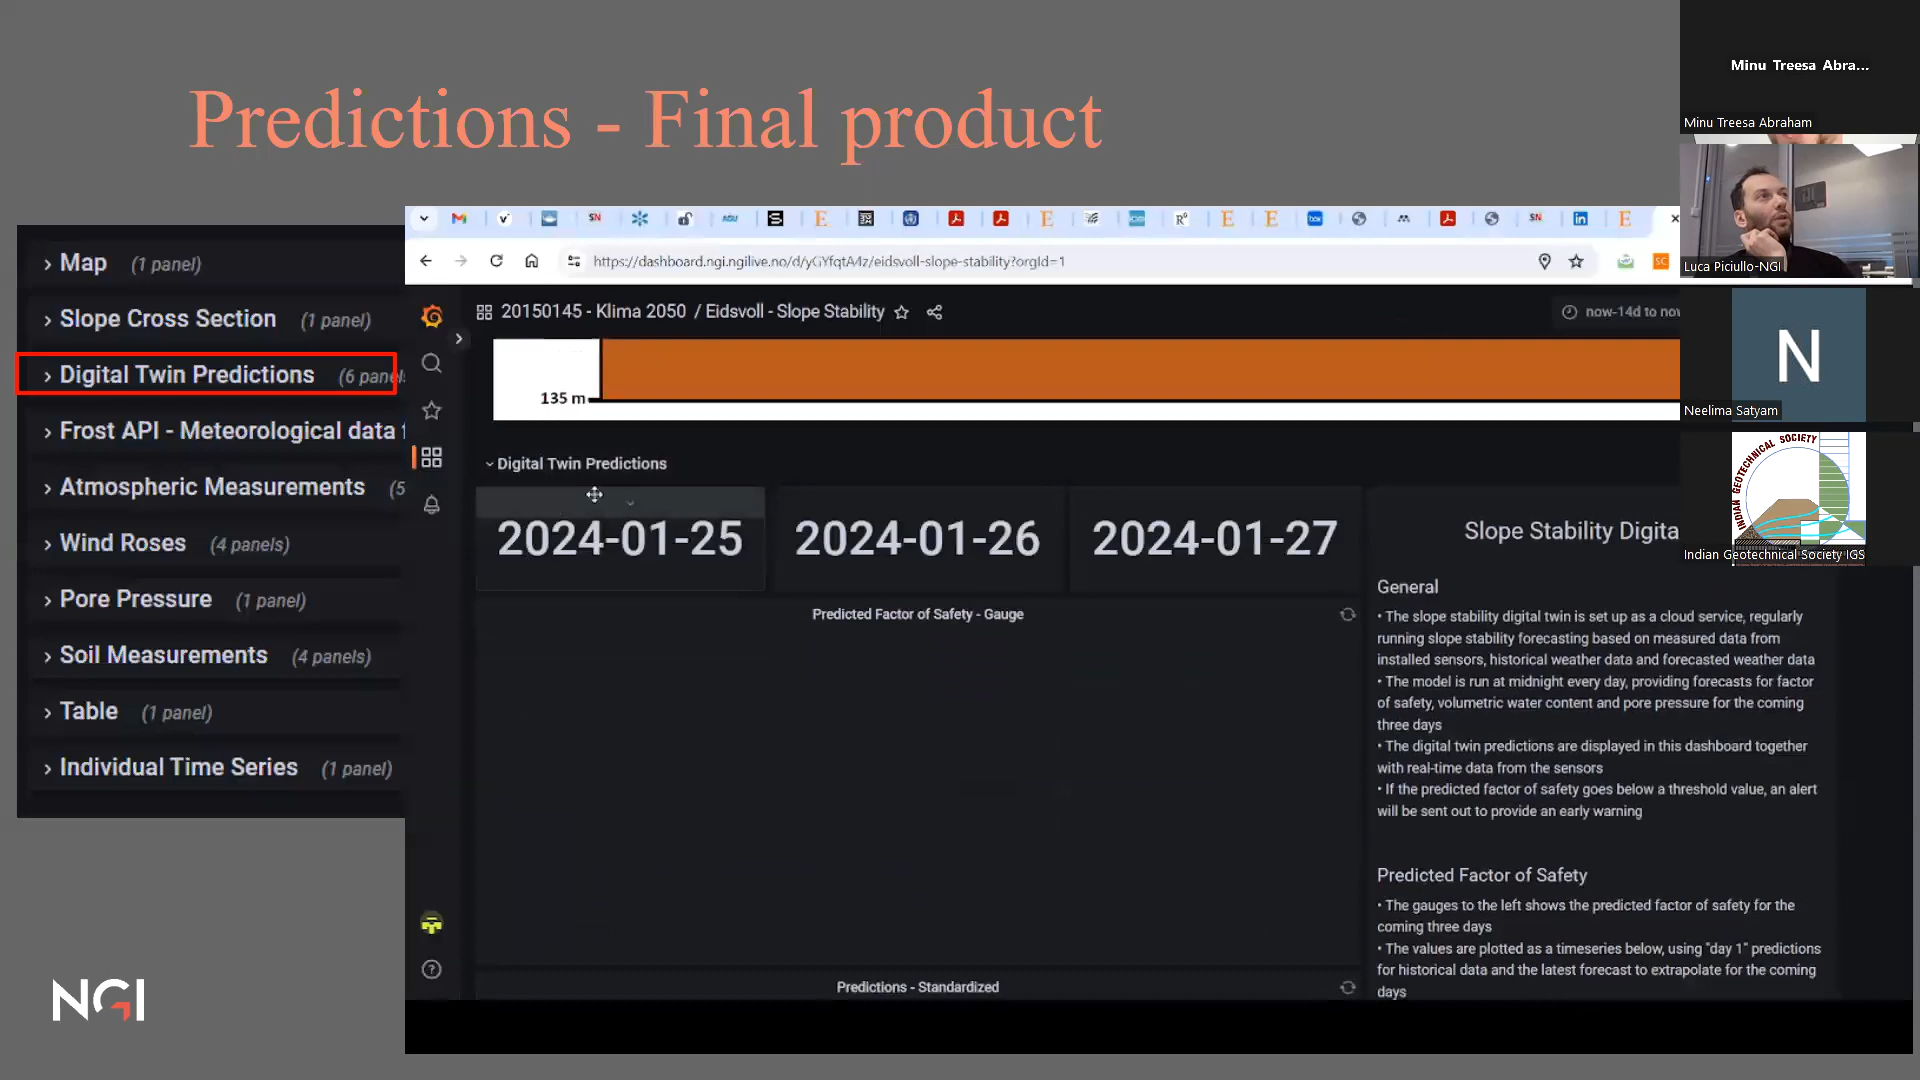 Predictions - Final product
Map (1 panel)
Slope Cross Section (1 panel)
Digital Twin Predictions (6 panel
Frost API - Meteorological data
Atmospheric Measurements (5
Wind Roses (4 panels)
Pore Pressure (1 panel)
Soil Measurements (4 panels)
Table (1 panel)
Individual Time Series (1 panel)
NGI
https://dashboard.ngi.ngilive.no/d/yGYfqtA4z/eidsvoll-slope-stability?orgId=1
20150145 - Klima 2050 / Eidsvoll - Slope Stability
now-14d to now
135 m
Digital Twin Predictions
2024-01-25
2024-01-26
2024-01-27
Predicted Factor of Safety - Gauge
Predictions - Standardized
Slope Stability Digita
General
• The slope stability digital twin is set up as a cloud service, regularly
running slope stability forecasting based on measured data from
installed sensors, historical weather data and forecasted weather data
• The model is run at midnight every day, providing forecasts for factor
of safety, volumetric water content and pore pressure for the coming
three days
• The digital twin predictions are displayed in this dashboard together
with real-time data from the sensors
• If the predicted factor of safety goes below a threshold value, an alert
will be sent out to provide an early warning
Predicted Factor of Safety
• The gauges to the left shows the predicted factor of safety for the
coming three days
• The values are plotted as a timeseries below, using "day 1" predictions
for historical data and the latest forecast to extrapolate for the coming
days
Minu Treesa Abra...
Minu Treesa Abraham
Luca Piciullo-NGI
N
Neelima Satyam
INDIAN GEOTECHNICAL SOCIETY
Indian Geotechnical Society IGS